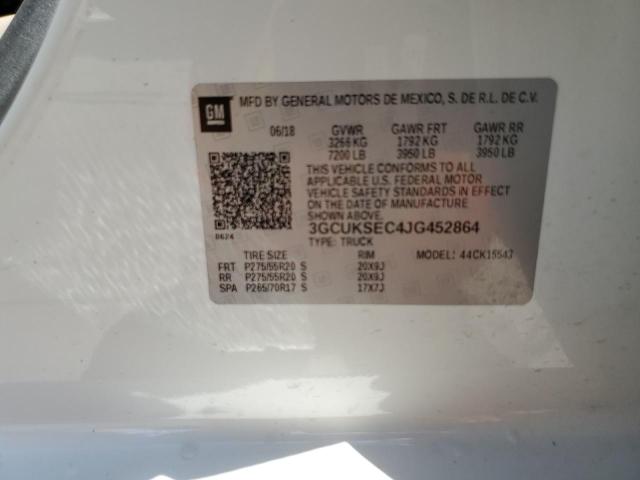 GM
MFD BY GENERAL MOTORS DE MEXICO, S. DE R.L. DE C.V.
06/18 GVWR GAWR FRT GAWR RR
3266 KG 1792 KG 1792 KG
7200 LB 3950 LB 3950 LB
THIS VEHICLE CONFORMS TO ALL
APPLICABLE U.S. FEDERAL MOTOR
VEHICLE SAFETY STANDARDS IN
EFFECT ON THE DATE OF MANUFACTURE
SHOWN ABOVE.
0624
3GCUKSEC4JG452864
TYPE: TRUCK
TIRE SIZE RIM MODEL: 44CK15543
FRT P275/55R20 S 20X9J
RR P275/55R20 S 20X9J
SPA P265/70R17 S 17X7J